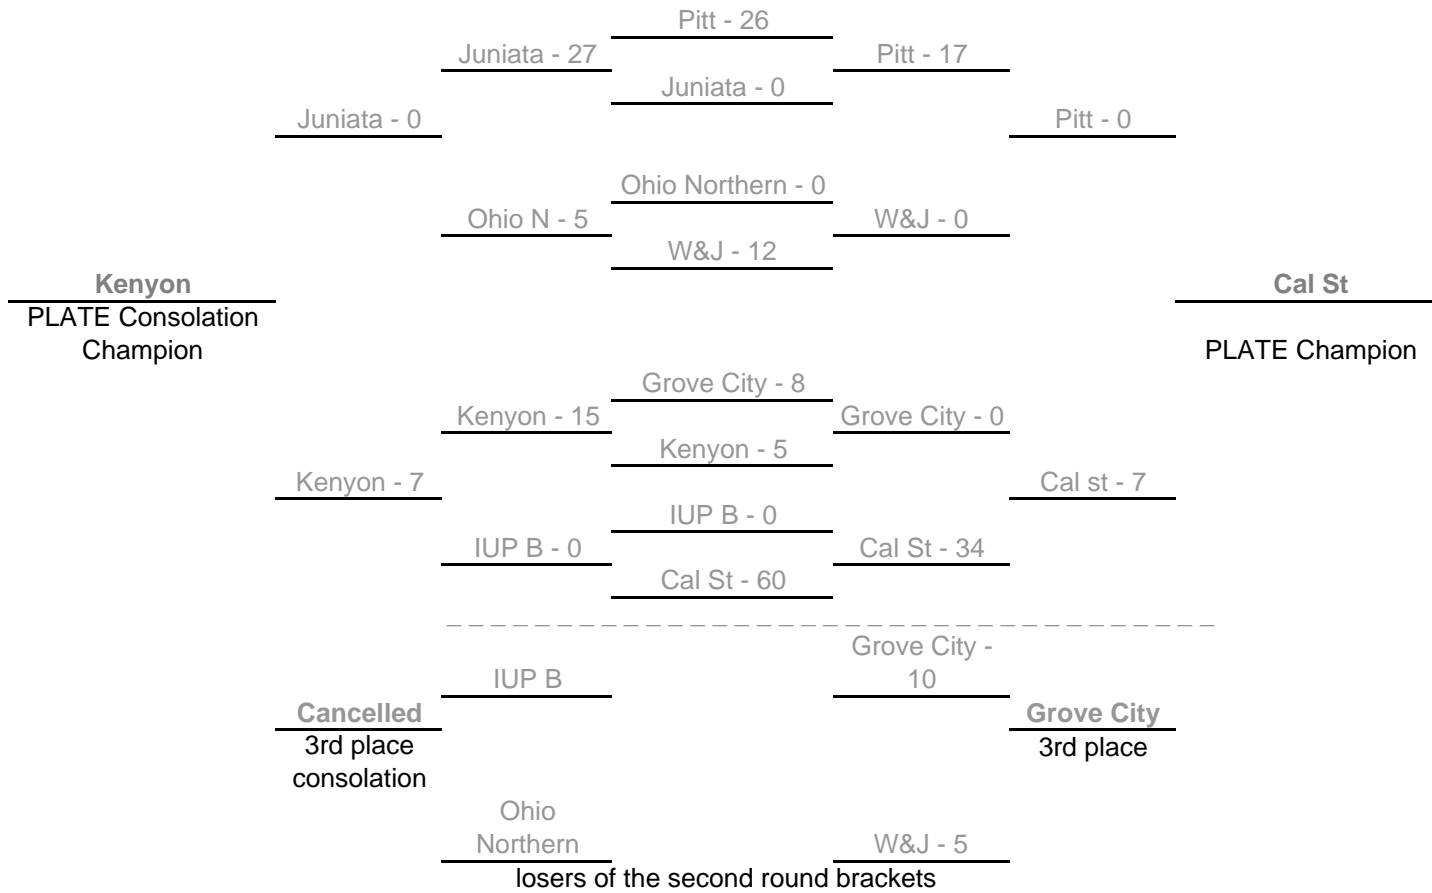 Pitt - 26
Juniata - 27
Pitt - 17
Juniata - 0
Juniata - 0
Pitt - 0
Ohio Northern - 0
Ohio N - 5
W&J - 0
W&J - 12
Kenyon
Cal St
PLATE Consolation
Champion
PLATE Champion
Grove City - 8
Kenyon - 15
Grove City - 0
Kenyon - 5
Kenyon - 7
Cal st - 7
IUP B - 0
IUP B - 0
Cal St - 34
Cal St - 60
Grove City -
10
IUP B
Cancelled
Grove City
3rd place
consolation
3rd place
Ohio
Northern
W&J - 5
losers of the second round brackets